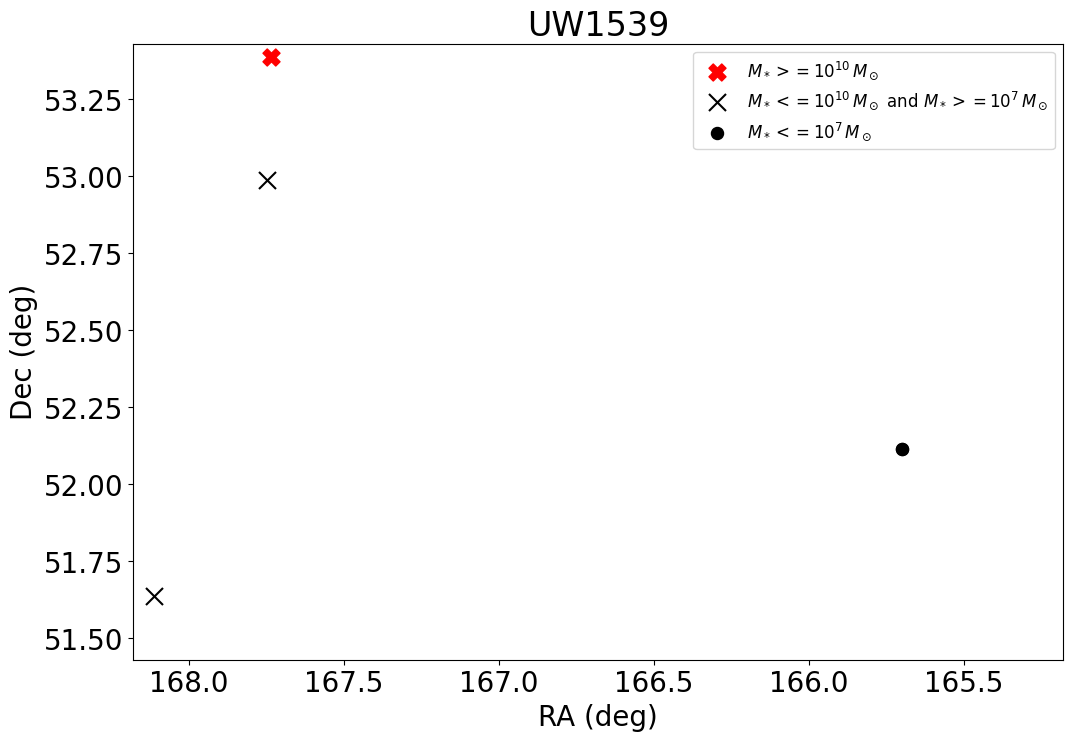 UW1539
M* >= 10^10 M⊙
M* <= 10^10 M⊙ and M* >= 10^7 M⊙
M* <= 10^7 M⊙
53.25
53.00
52.75
52.50
52.25
52.00
51.75
51.50
Dec (deg)
168.0 167.5 167.0 166.5 166.0 165.5
RA (deg)